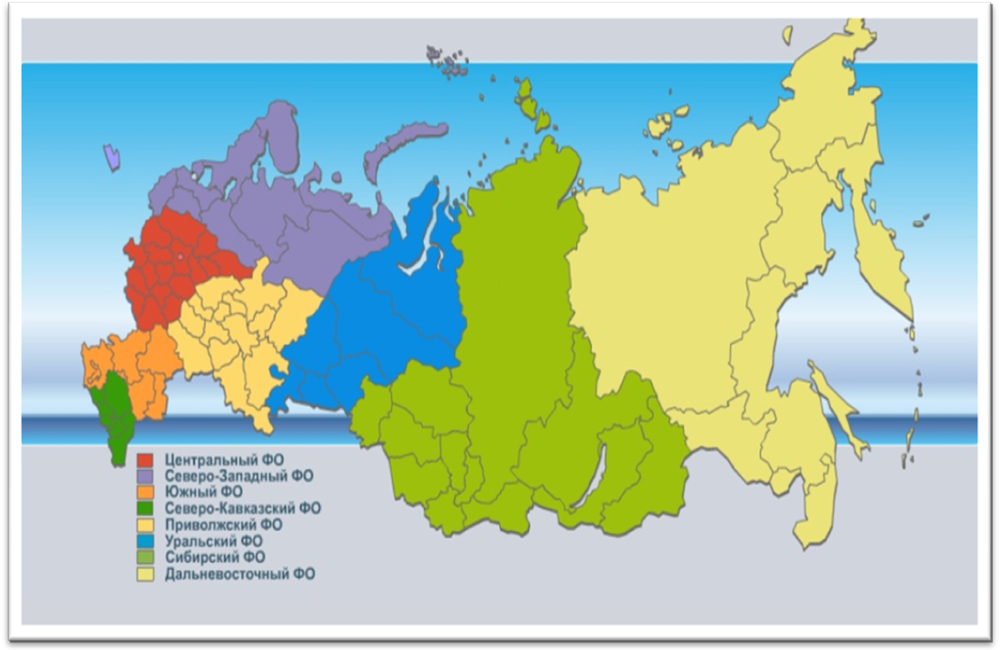 Центральный ФО
Северо-Западный ФО
Южный ФО
Северо-Кавказский ФО
Приволжский ФО
Уральский ФО
Сибирский ФО
Дальневосточный ФО